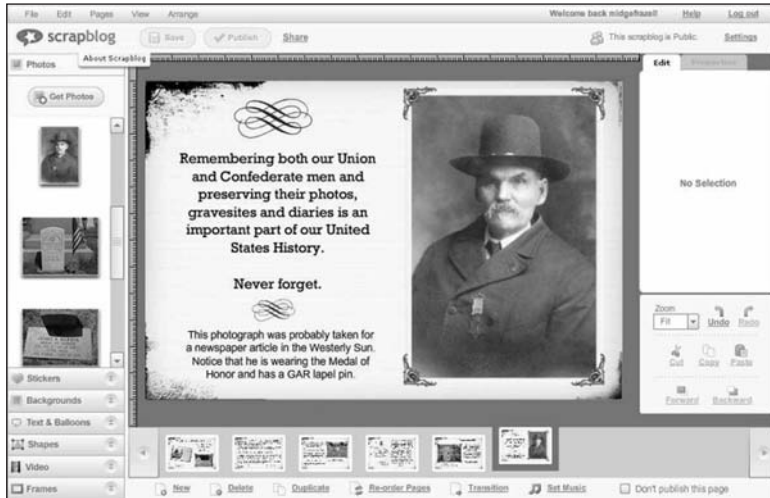 File Edit Pages View Arrange Welcome back midgefrazel! Help Log out
scrapblog Save Publish Share This scrapblog is Public. Settings
Photos About Scrapblog Edit Properties
Get Photos
No Selection
Remembering both our Union
and Confederate men and
preserving their photos,
gravesites and diaries is an
important part of our United
States History.
Never forget.
This photograph was probably taken for
a newspaper article in the Westerly Sun.
Notice that he is wearing the Medal of
Honor and has a GAR lapel pin.
Zoom
Fit Undo Redo
Cut Copy Paste
Forward Backward
Stickers
Backgrounds
Text & Balloons
Shapes
Video
Frames
New Delete Duplicate Re-order Pages Transition Set Music Don't publish this page